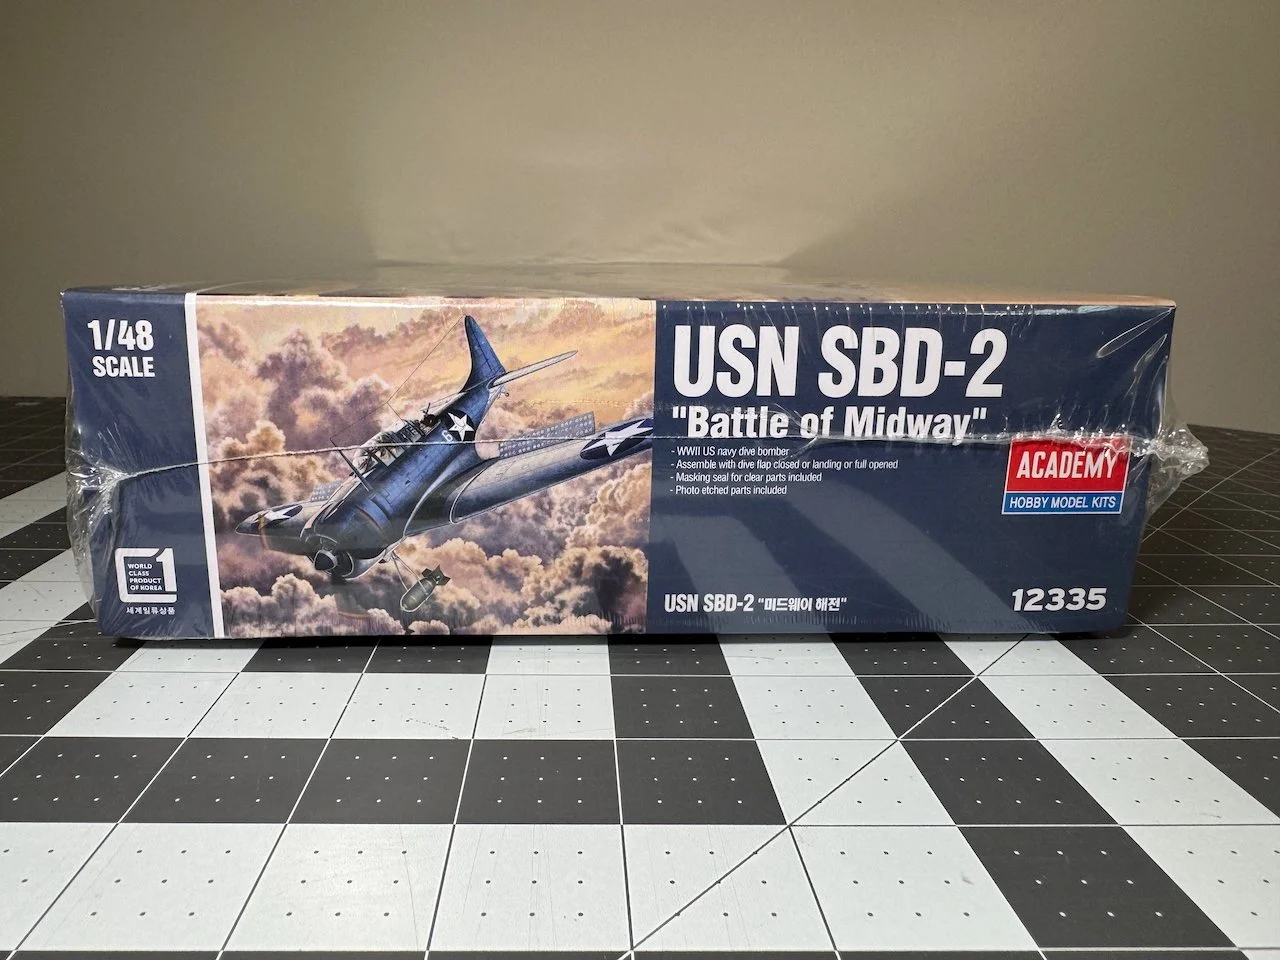 1/48
SCALE
WORLD
CLASS
PRODUCT
OF KOREA
1
세계일류상품
6
USN SBD-2
"Battle of Midway"
- WWII US navy dive bomber
- Assemble with dive flap closed or landing or full opened
- Masking seal for clear parts included
- Photo etched parts included
ACADEMY
HOBBY MODEL KITS
USN SBD-2 "미드웨이 해전"
12335